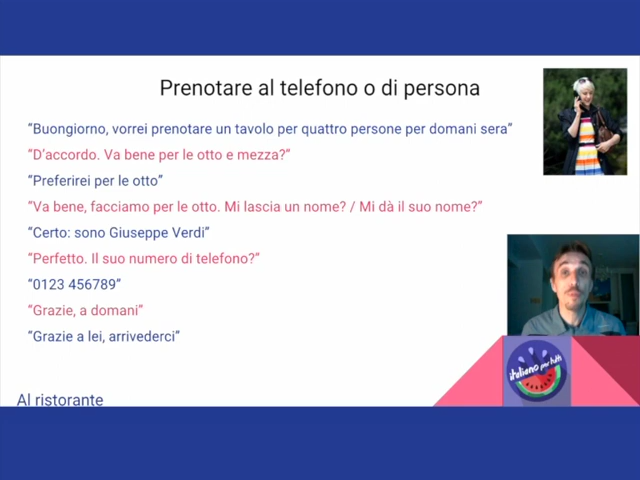 Prenotare al telefono o di persona
“Buongiorno, vorrei prenotare un tavolo per quattro persone per domani sera”
“D’accordo. Va bene per le otto e mezza?”
“Preferirei per le otto”
“Va bene, facciamo per le otto. Mi lascia un nome? / Mi dà il suo nome?”
“Certo: sono Giuseppe Verdi”
“Perfetto. Il suo numero di telefono?”
“0123 456789”
“Grazie, a domani”
“Grazie a lei, arrivederci”
italiano per tutti
Al ristorante